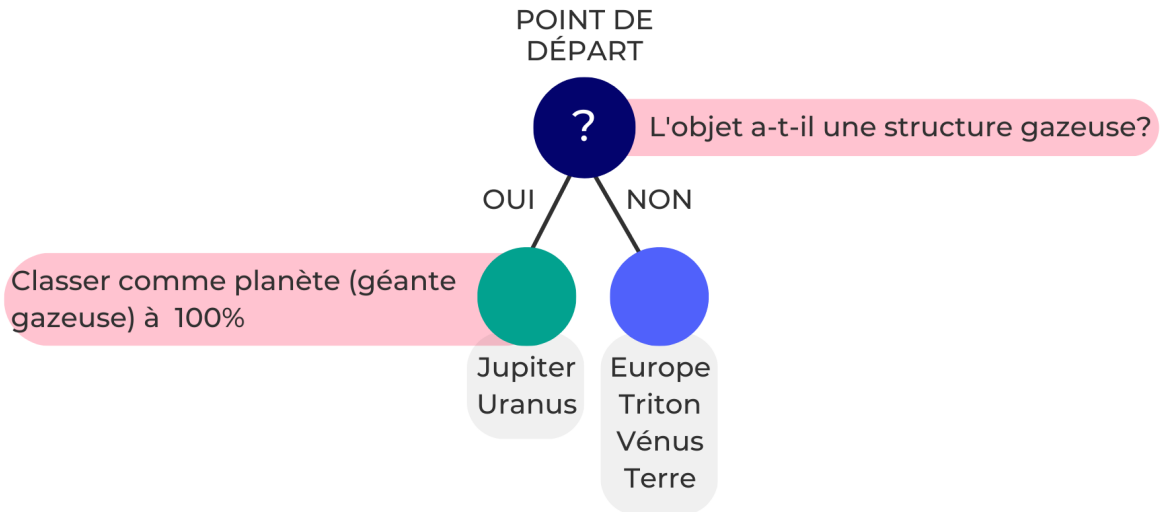 POINT DE
DÉPART
?
L'objet a-t-il une structure gazeuse?
OUI
NON
Classer comme planète (géante
gazeuse) à 100%
Jupiter
Uranus
Europe
Triton
Vénus
Terre